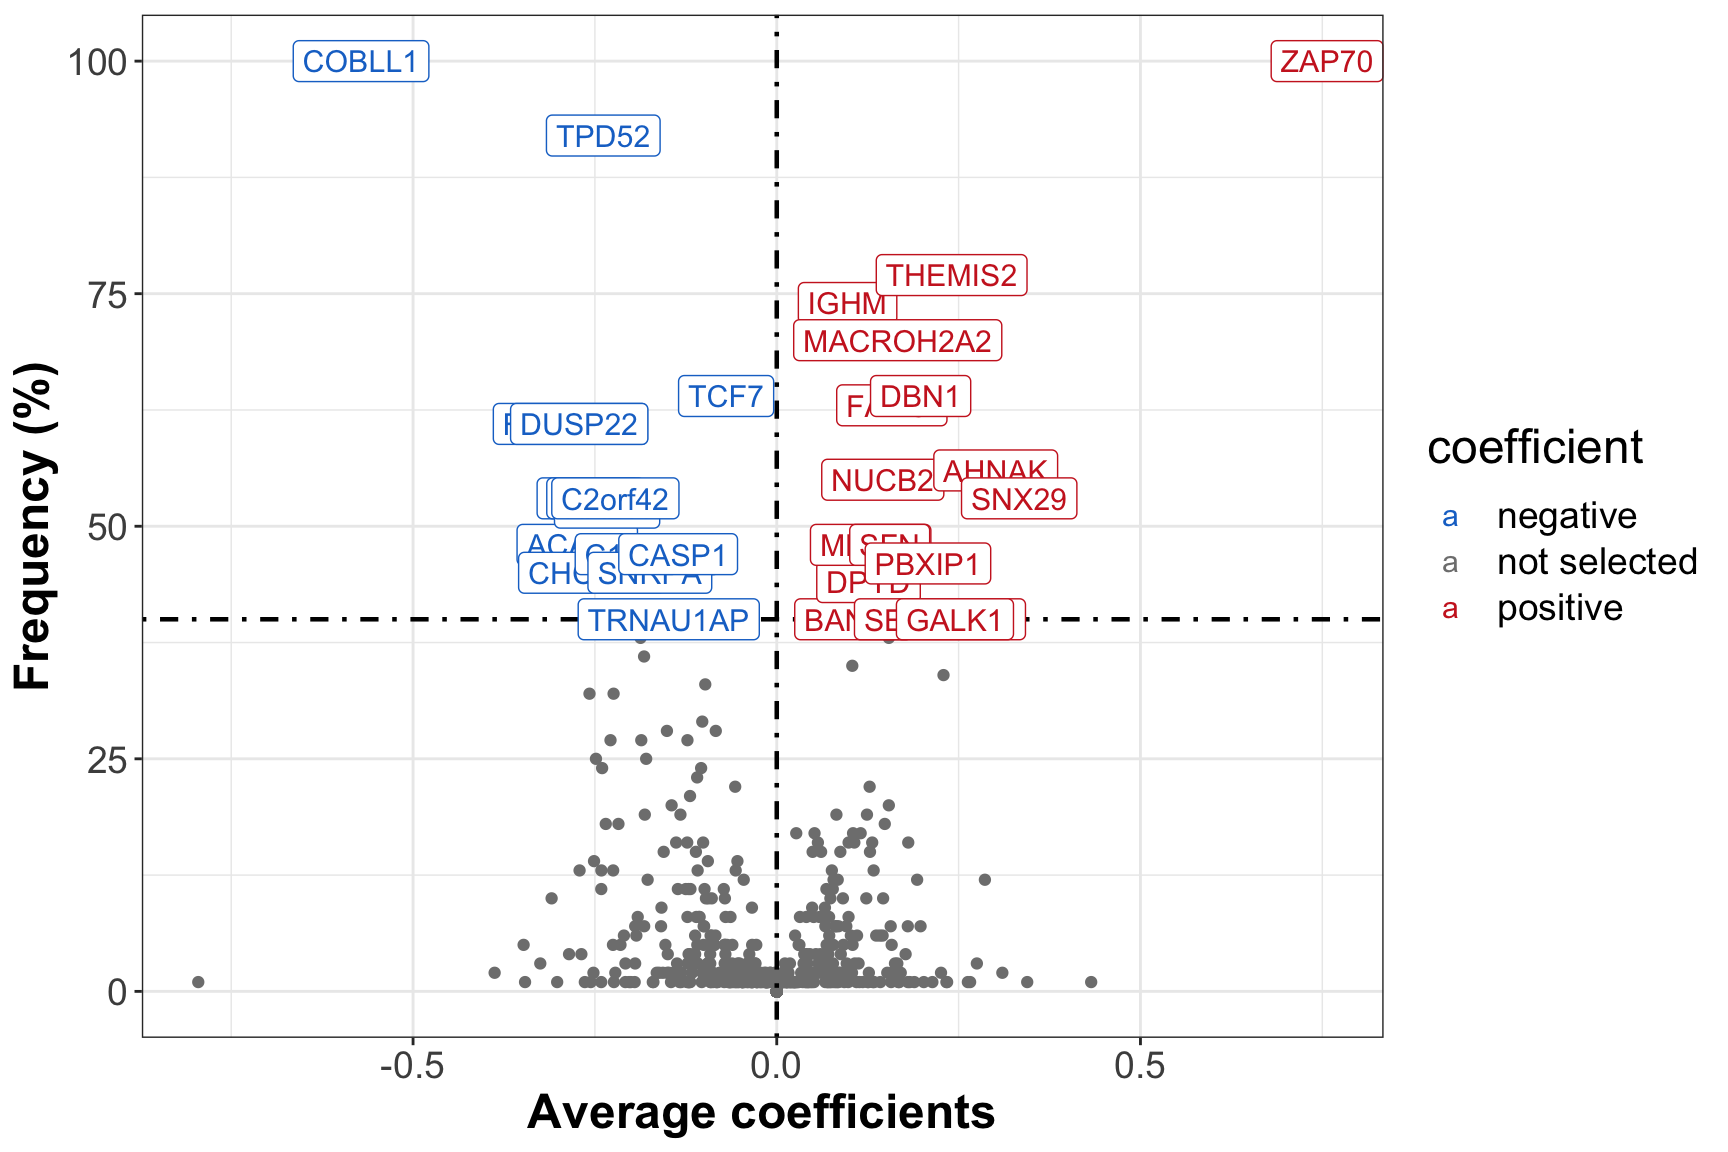 100
COBLL1
ZAP70
TPD52
THEMIS2
75
IGHM
MACROH2A2
TCF7
DBN1
DUSP22
AHNAK
NUCB2
SNX29
C2orf42
50
CASP1
PBXIP1
TRNAU1AP
GALK1
25
0
-0.5
0.0
0.5
Average coefficients
Frequency (%)
coefficient
a negative
a not selected
a positive